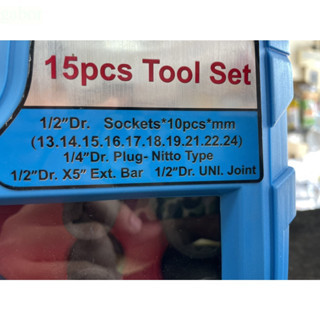 15pcs Tool Set
1/2"Dr. Sockets*10pcs*mm
(13.14.15.16.17.18.19.21.22.24)
1/4"Dr. Plug- Nitto Type
1/2"Dr. X5" Ext. Bar 1/2"Dr. UNI. Joint